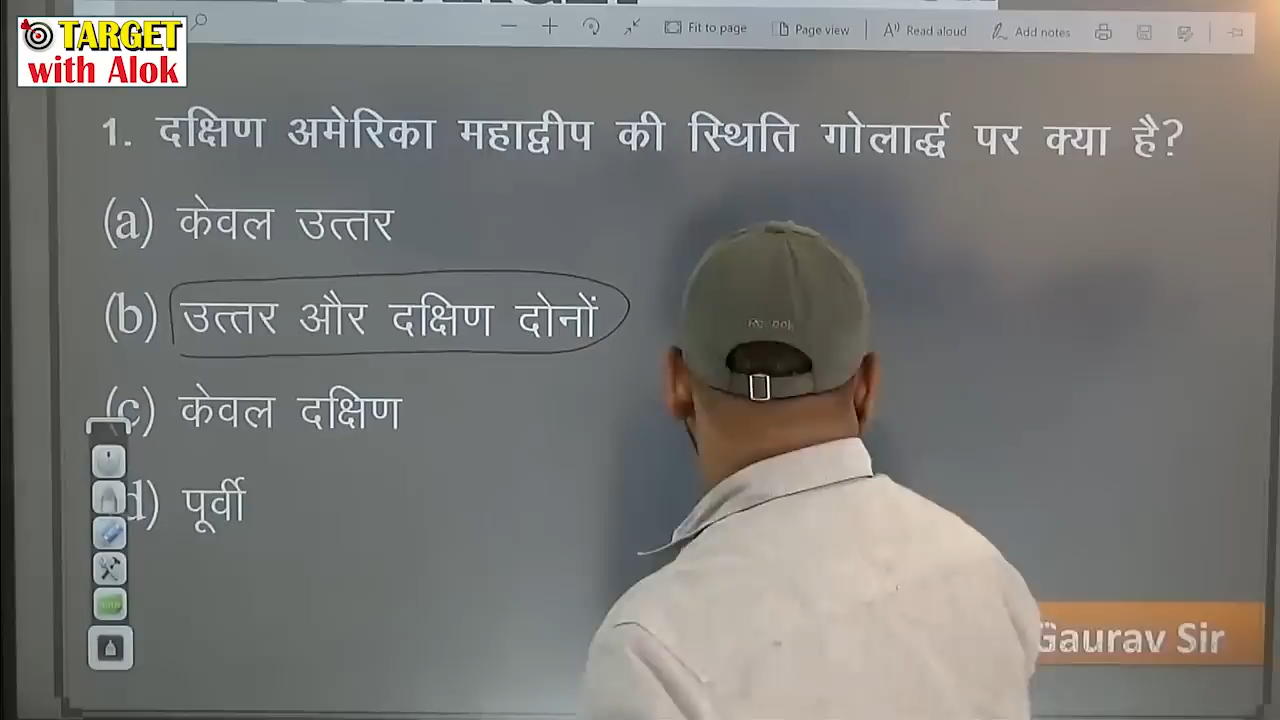 TARGET
with Alok
Fit to page
Page view
Read aloud
Add notes
1. दक्षिण अमेरिका महाद्वीप की स्थिति गोलार्द्ध पर क्या है?
(a) केवल उत्तर
(b) उत्तर और दक्षिण दोनों
(c) केवल दक्षिण
(d) पूर्वी
Gaurav Sir